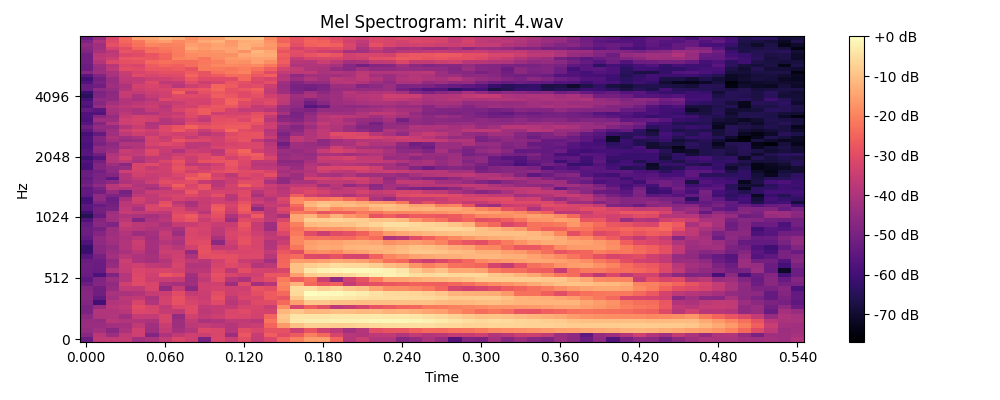 Mel Spectrogram: nirit_4.wav
+0 dB
-10 dB
-20 dB
-30 dB
-40 dB
-50 dB
-60 dB
-70 dB
4096
2048
1024
512
0
Hz
0.000 0.060 0.120 0.180 0.240 0.300 0.360 0.420 0.480 0.540
Time